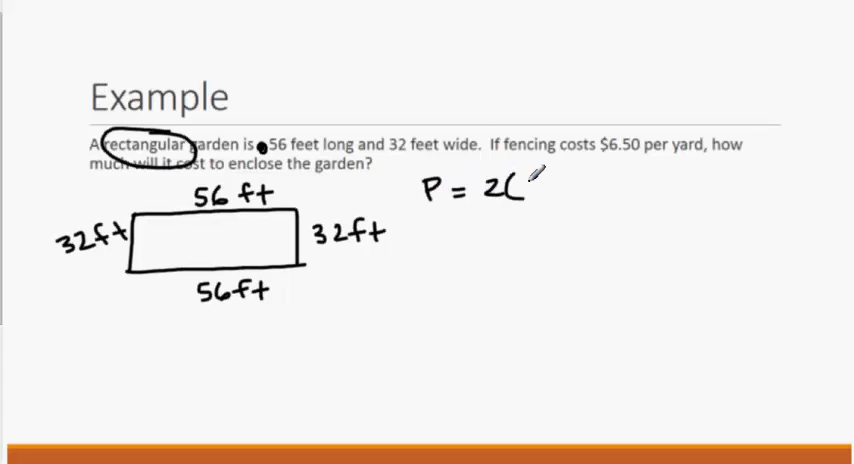 Example
A rectangular garden is 56 feet long and 32 feet wide. If fencing costs $6.50 per yard, how
much will it cost to enclose the garden?
56 ft
P = 2(
32ft
32ft
56ft